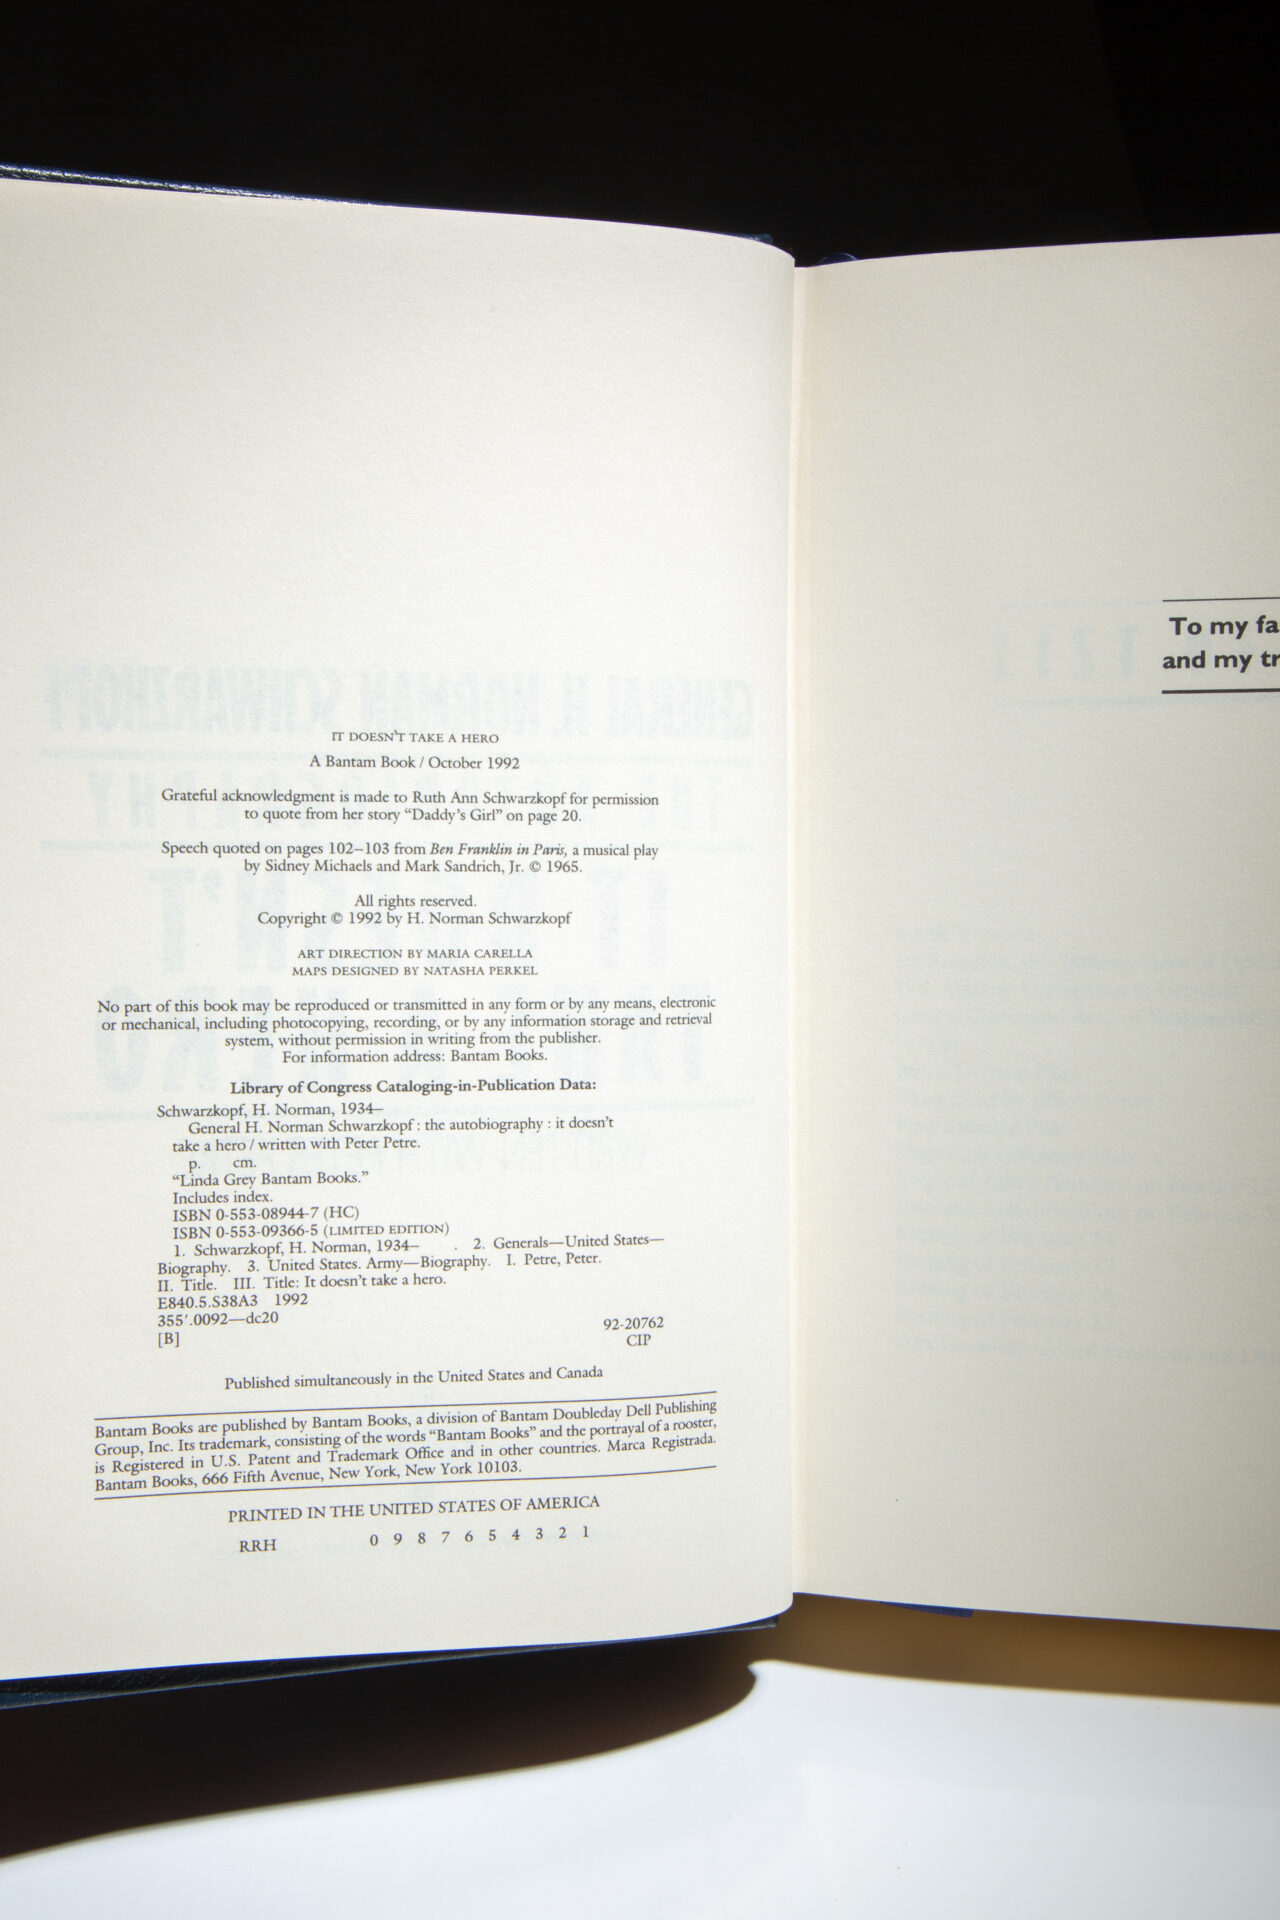 IT DOESN'T TAKE A HERO
A Bantam Book / October 1992
Grateful acknowledgment is made to Ruth Ann Schwarzkopf for permission
to quote from her story “Daddy's Girl” on page 20.
Speech quoted on pages 102–103 from Ben Franklin in Paris, a musical play
by Sidney Michaels and Mark Sandrich, Jr. © 1965.
All rights reserved.
Copyright © 1992 by H. Norman Schwarzkopf
ART DIRECTION BY MARIA CARELLA
MAPS DESIGNED BY NATASHA PERKEL
No part of this book may be reproduced or transmitted in any form or by any means, electronic
or mechanical, including photocopying, recording, or by any information storage and retrieval
system, without permission in writing from the publisher.
For information address: Bantam Books.
Library of Congress Cataloging-in-Publication Data:
Schwarzkopf, H. Norman, 1934–
General H. Norman Schwarzkopf : the autobiography : it doesn't
take a hero / written with Peter Petre.
p. cm.
“Linda Grey Bantam Books.”
Includes index.
ISBN 0-553-08944-7 (HC)
ISBN 0-553-09366-5 (LIMITED EDITION)
1. Schwarzkopf, H. Norman, 1934– . 2. Generals—United States—
Biography. 3. United States. Army—Biography. I. Petre, Peter.
II. Title. III. Title: It doesn't take a hero.
E840.5.S38A3 1992
355'.0092—dc20
92-20762
[B]
CIP
Published simultaneously in the United States and Canada
Bantam Books are published by Bantam Books, a division of Bantam Doubleday Dell Publishing
Group, Inc. Its trademark, consisting of the words “Bantam Books” and the portrayal of a rooster,
is Registered in U.S. Patent and Trademark Office and in other countries. Marca Registrada.
Bantam Books, 666 Fifth Avenue, New York, New York 10103.
PRINTED IN THE UNITED STATES OF AMERICA
RRH 0 9 8 7 6 5 4 3 2 1
To my fa
and my tr